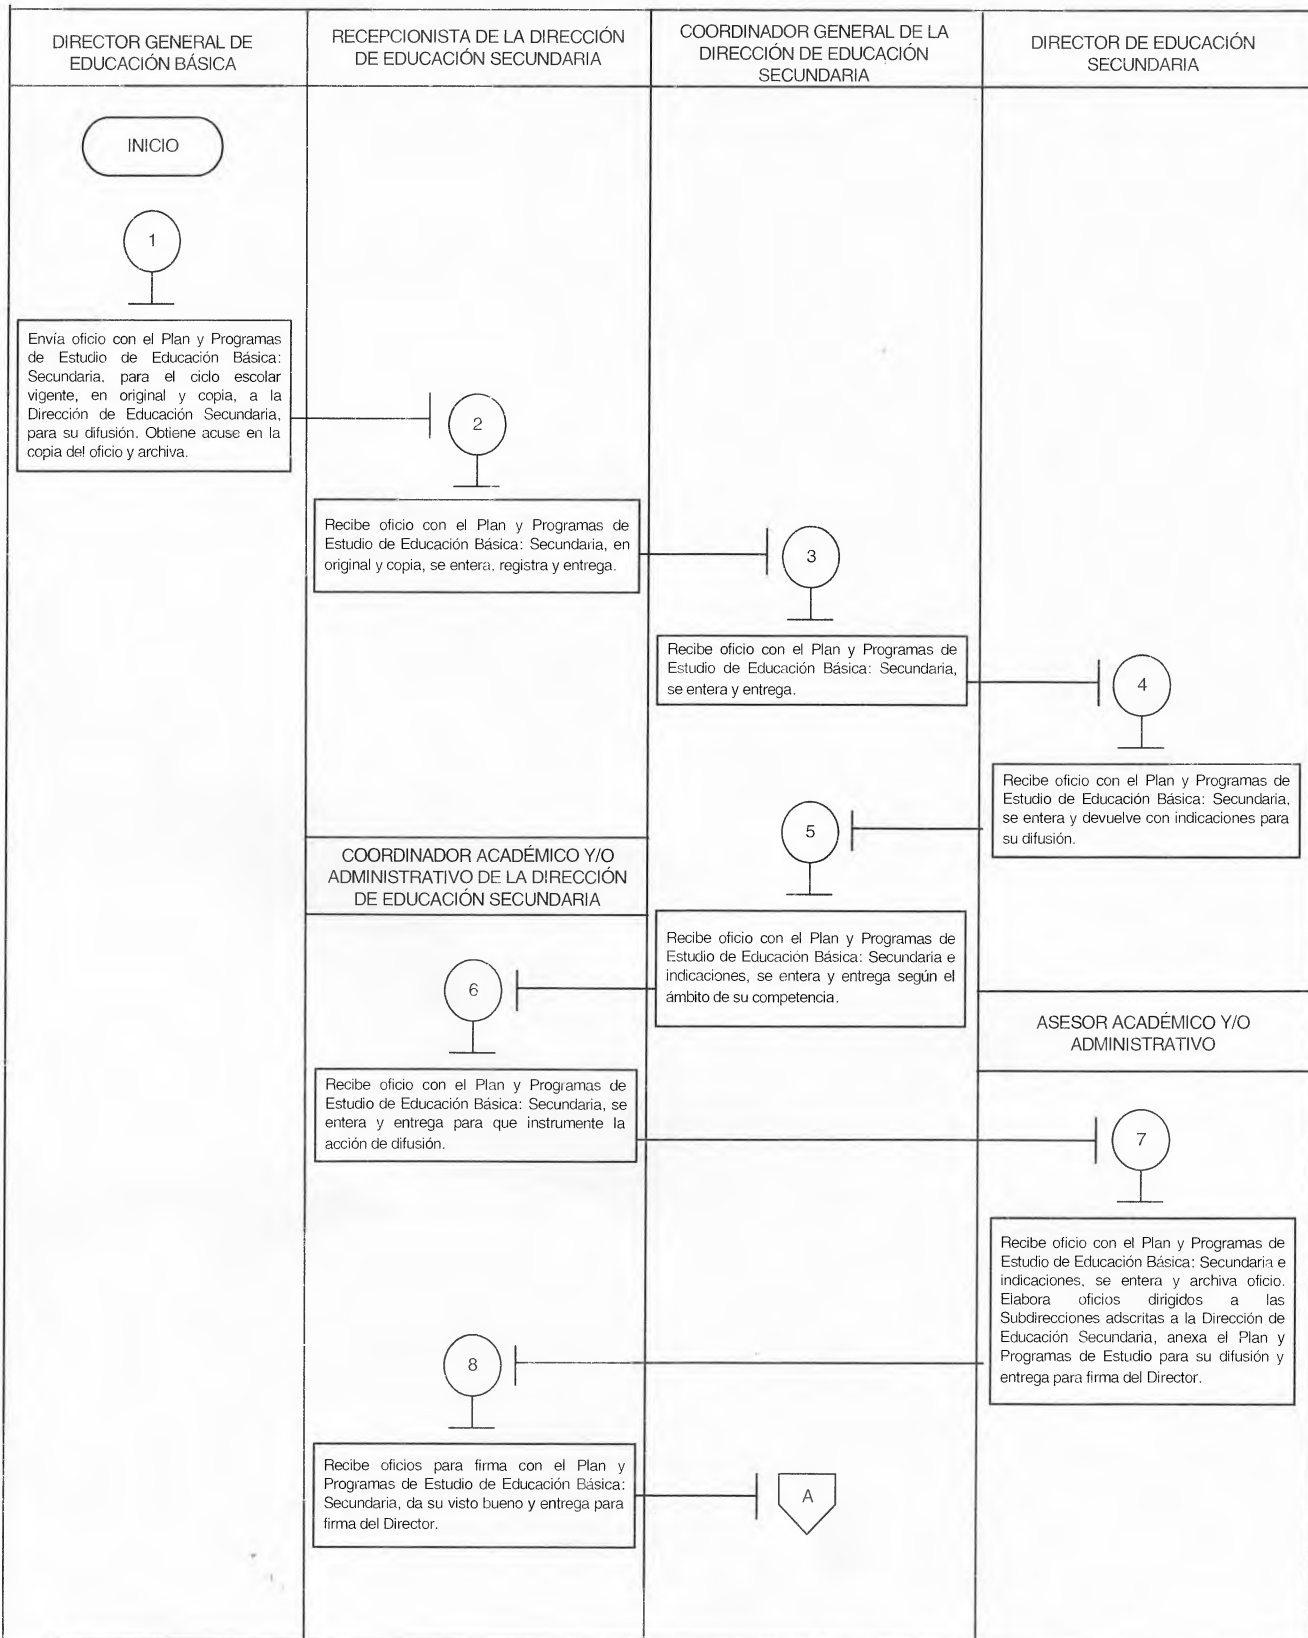 DIRECTOR GENERAL DE
EDUCACIÓN BÁSICA
RECEPCIONISTA DE LA DIRECCIÓN
DE EDUCACIÓN SECUNDARIA
COORDINADOR GENERAL DE LA
DIRECCIÓN DE EDUCACIÓN
SECUNDARIA
DIRECTOR DE EDUCACIÓN
SECUNDARIA
INICIO
1
Envía oficio con el Plan y Programas
de Estudio de Educación Básica:
Secundaria, para el ciclo escolar
vigente, en original y copia, a la
Dirección de Educación Secundaria,
para su difusión. Obtiene acuse en la
copia del oficio y archiva.
2
Recibe oficio con el Plan y Programas de
Estudio de Educación Básica: Secundaria, en
original y copia, se entera, registra y entrega.
3
Recibe oficio con el Plan y Programas de
Estudio de Educación Básica: Secundaria,
se entera y entrega.
4
Recibe oficio con el Plan y Programas de
Estudio de Educación Básica: Secundaria,
se entera y devuelve con indicaciones para
su difusión.
5
Recibe oficio con el Plan y Programas de
Estudio de Educación Básica: Secundaria e
indicaciones, se entera y entrega según el
ámbito de su competencia.
COORDINADOR ACADÉMICO Y/O
ADMINISTRATIVO DE LA DIRECCIÓN
DE EDUCACIÓN SECUNDARIA
6
Recibe oficio con el Plan y Programas de
Estudio de Educación Básica: Secundaria, se
entera y entrega para que instrumente la
acción de difusión.
ASESOR ACADÉMICO Y/O
ADMINISTRATIVO
7
Recibe oficio con el Plan y Programas de
Estudio de Educación Básica: Secundaria e
indicaciones, se entera y archiva oficio.
Elabora oficios dirigidos a las
Subdirecciones adscritas a la Dirección de
Educación Secundaria, anexa el Plan y
Programas de Estudio para su difusión y
entrega para firma del Director.
8
Recibe oficios para firma con el Plan y
Programas de Estudio de Educación Básica:
Secundaria, da su visto bueno y entrega para
firma del Director.
A